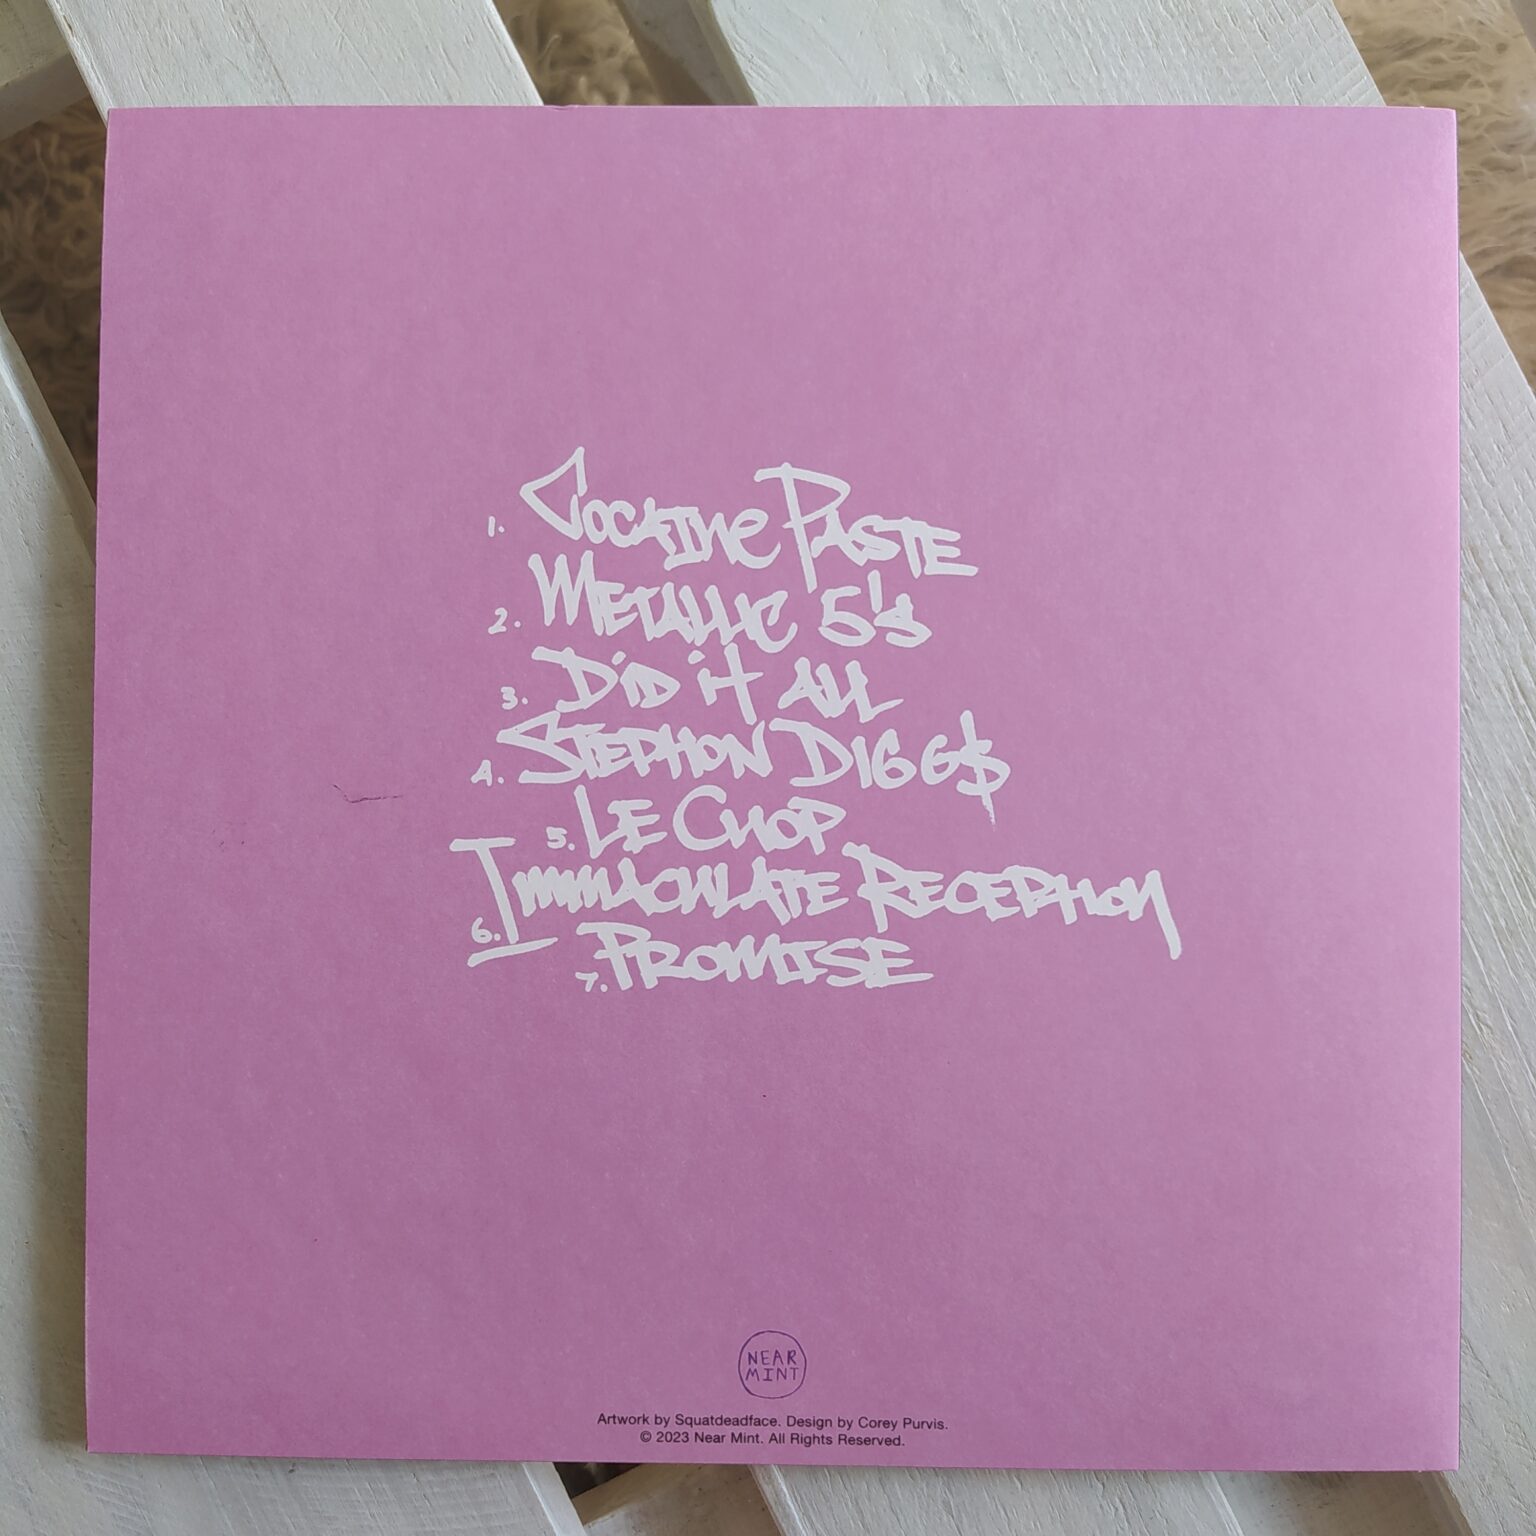 1. Cocaine Paste
2. Metallic 5's
3. Did it All
4. Stephon Digg$
5. Le Chop
6. Immaculate Reception
7. Promise
NEAR
MINT
Artwork by Squatdeadface. Design by Corey Purvis.
© 2023 Near Mint. All Rights Reserved.